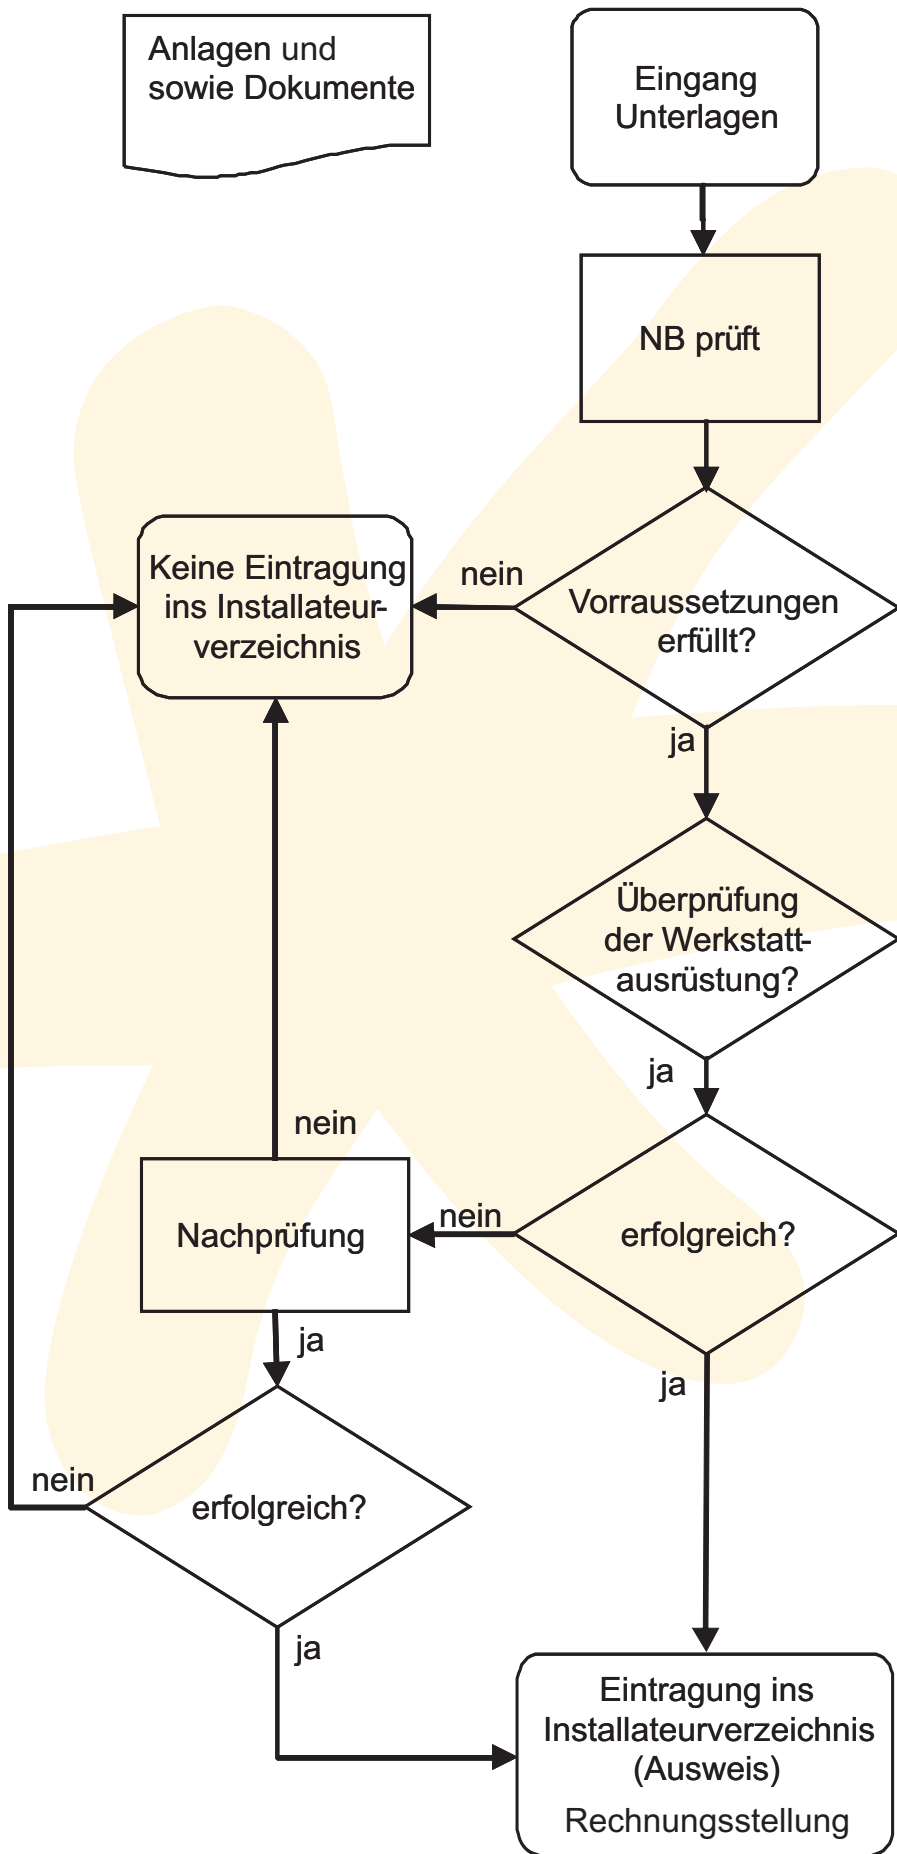 Anlagen und
sowie Dokumente
Eingang
Unterlagen
NB prüft
Keine Eintragung
ins Installateur-
verzeichnis
nein
Vorraussetzungen
erfüllt?
ja
Überprüfung
der Werkstatt-
ausrüstung?
ja
nein
Nachprüfung
nein
erfolgreich?
ja
ja
nein
erfolgreich?
ja
Eintragung ins
Installateurverzeichnis
(Ausweis)
Rechnungsstellung